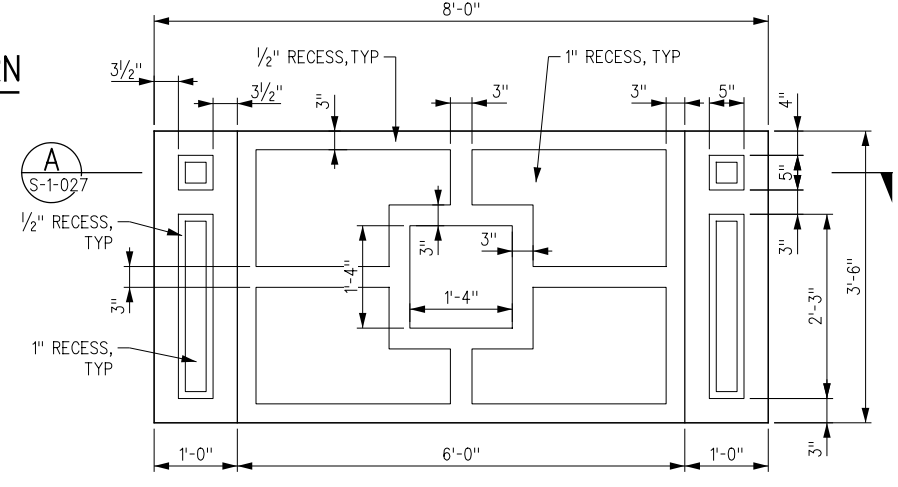 8'-0"
RN
½" RECESS, TYP
1" RECESS, TYP
3½"
3½"
3"
3"
3"
5"
4"
A
S-1-027
5"
½" RECESS,
TYP
3"
3"
3"
1'-4"
1'-4"
3"
2'-3"
3'-6"
1" RECESS,
TYP
3"
1'-0"
6'-0"
1'-0"